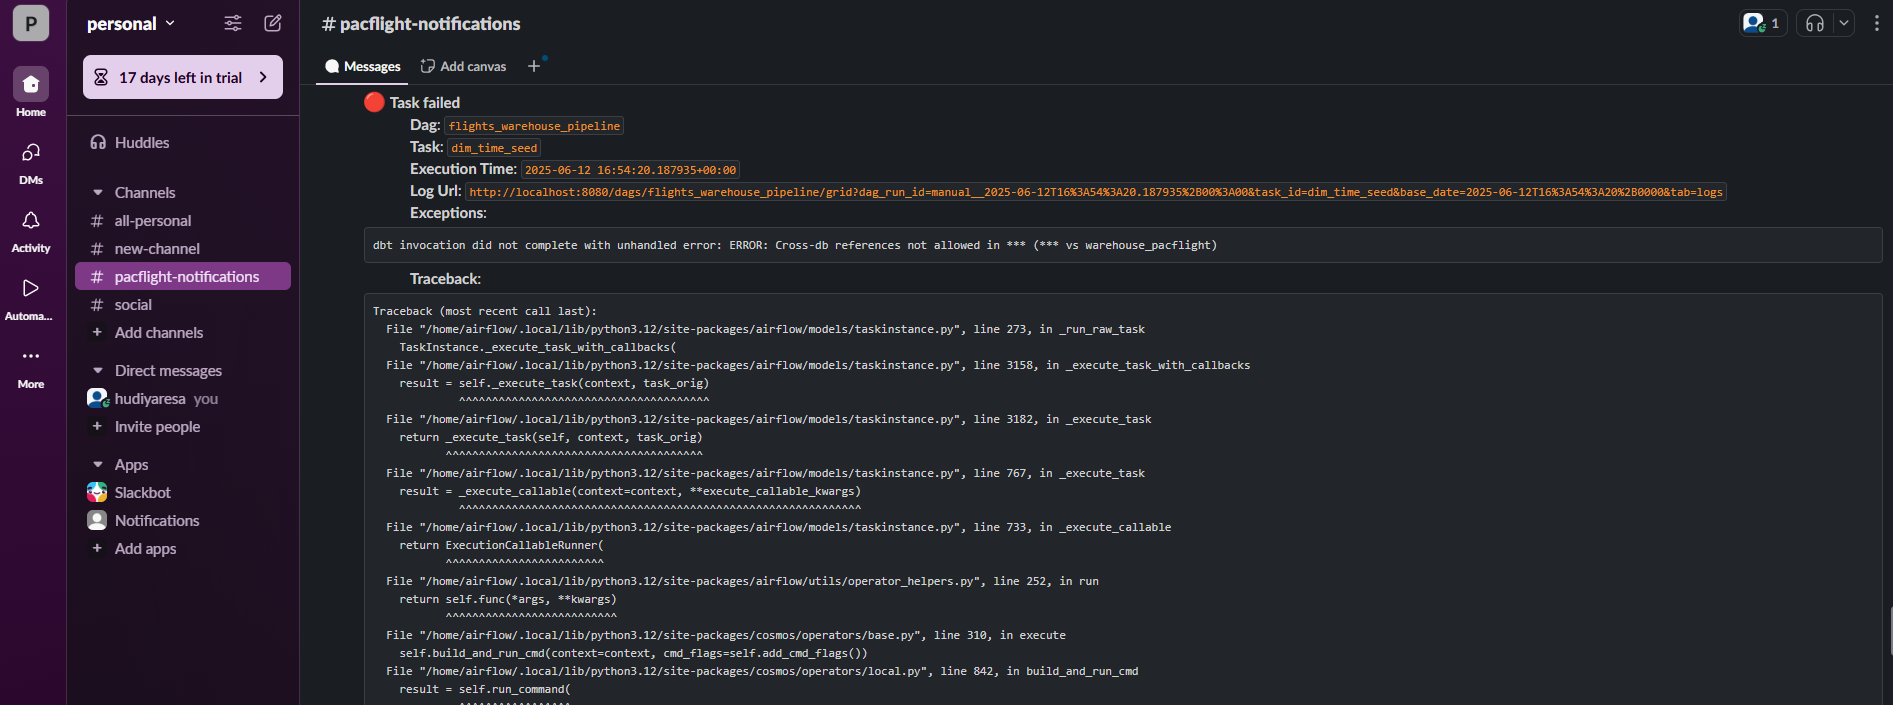 P
personal
# pacflight-notifications
1
17 days left in trial
Messages
Add canvas
+
Home
DMs
Activity
Automa...
More
Huddles
Channels
# all-personal
# new-channel
# pacflight-notifications
# social
+ Add channels
Direct messages
hudiyaresa you
+ Invite people
Apps
Slackbot
Notifications
+ Add apps
Task failed
Dag: flights_warehouse_pipeline
Task: dim_time_seed
Execution Time: 2025-06-12 16:54:20.187935+00:00
Log Url: http://localhost:8080/dags/flights_warehouse_pipeline/grid?dag_run_id=manual__2025-06-12T16%3A54%3A20.187935%2B00%3A00&task_id=dim_time_seed&base_date=2025-06-12T16%3A54%3A20%2B0000&tab=logs
Exceptions:
dbt invocation did not complete with unhandled error: ERROR: Cross-db references not allowed in *** (*** vs warehouse_pacflight)
Traceback:
Traceback (most recent call last):
File "/home/airflow/.local/lib/python3.12/site-packages/airflow/models/taskinstance.py", line 273, in _run_raw_task
TaskInstance._execute_task_with_callbacks(
File "/home/airflow/.local/lib/python3.12/site-packages/airflow/models/taskinstance.py", line 3158, in _execute_task_with_callbacks
result = self._execute_task(context, task_orig)
^^^^^^^^^^^^^^^^^^^^^^^^^^^^^^^^^^^^^^
File "/home/airflow/.local/lib/python3.12/site-packages/airflow/models/taskinstance.py", line 3182, in _execute_task
return _execute_task(self, context, task_orig)
^^^^^^^^^^^^^^^^^^^^^^^^^^^^^^^^^^^^^^^
File "/home/airflow/.local/lib/python3.12/site-packages/airflow/models/taskinstance.py", line 767, in _execute_task
result = _execute_callable(context=context, **execute_callable_kwargs)
^^^^^^^^^^^^^^^^^^^^^^^^^^^^^^^^^^^^^^^^^^^^^^^^^^^^^^^^^^^^^
File "/home/airflow/.local/lib/python3.12/site-packages/airflow/models/taskinstance.py", line 733, in _execute_callable
return ExecutionCallableRunner(
^^^^^^^^^^^^^^^^^^^^^^^^
File "/home/airflow/.local/lib/python3.12/site-packages/airflow/utils/operator_helpers.py", line 252, in run
return self.func(*args, **kwargs)
^^^^^^^^^^^^^^^^^^^^^^^^^^
File "/home/airflow/.local/lib/python3.12/site-packages/cosmos/operators/base.py", line 310, in execute
self.build_and_run_cmd(context=context, cmd_flags=self.add_cmd_flags())
File "/home/airflow/.local/lib/python3.12/site-packages/cosmos/operators/local.py", line 842, in build_and_run_cmd
result = self.run_command(
^^^^^^^^^^^^^^^^^